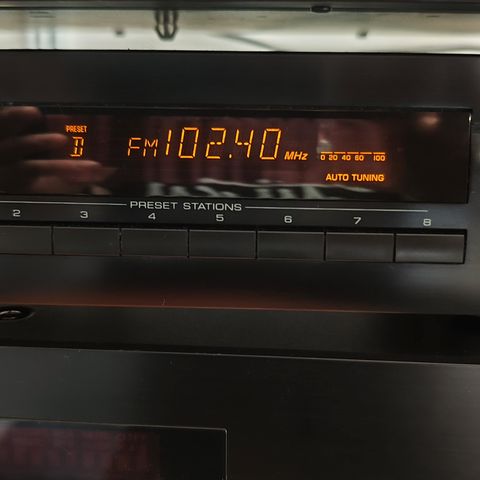 PRESET
D FM 102.40 MHz
0 20 40 60 100
AUTO TUNING
PRESET STATIONS
2 3 4 5 6 7 8